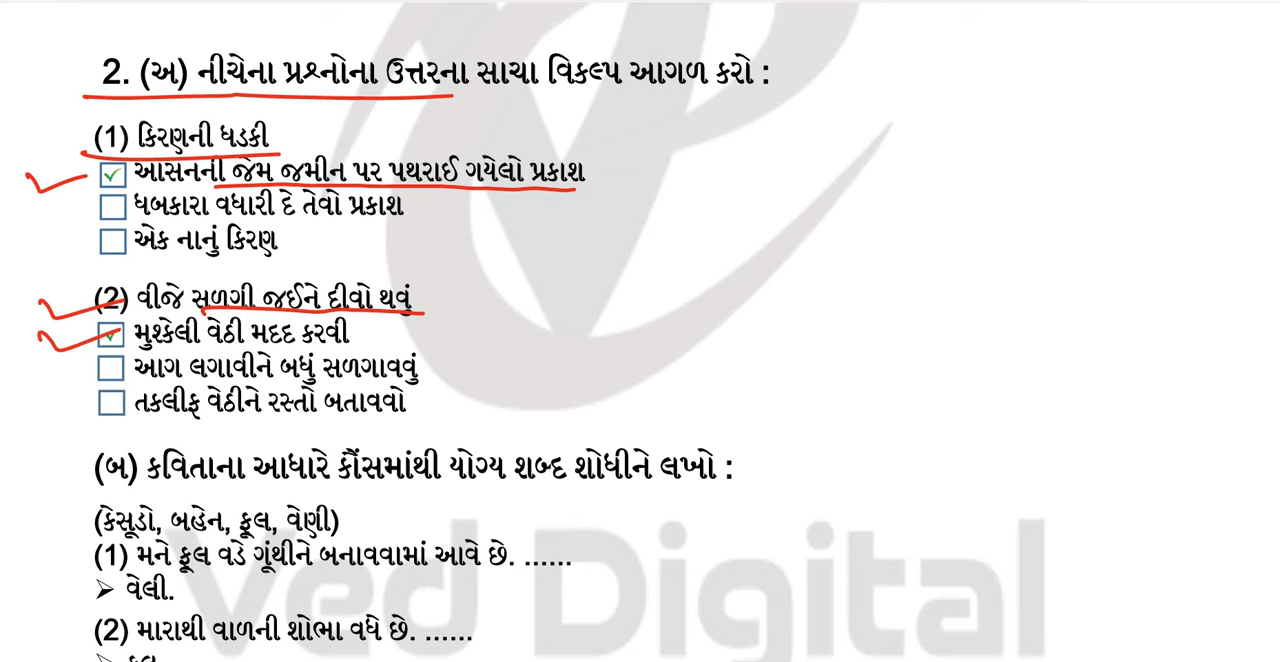 2. (અ) નીચેના પ્રશ્નોના ઉત્તરના સાચા વિકલ્પ આગળ કરો :
(1) કિરણની ધડકી
આસનની જેમ જમીન પર પથરાઈ ગયેલો પ્રકાશ
ધબકારા વધારી દે તેવો પ્રકાશ
એક નાનું કિરણ
(2) વીજે સળગી જઈને દીવો થવું
મુશ્કેલી વેઠી મદદ કરવી
આગ લગાવીને બધું સળગાવવું
તકલીફ વેઠીને રસ્તો બતાવવો
(બ) કવિતાના આધારે કૌંસમાંથી યોગ્ય શબ્દ શોધીને લખો :
(કેસૂડો, બહેન, ફૂલ, વેણી)
(1) મને ફૂલ વડે ગૂંથીને બનાવવામાં આવે છે. ......
➢ વેલી.
(2) મારાથી વાળની શોભા વધે છે. ......
Ved Digital